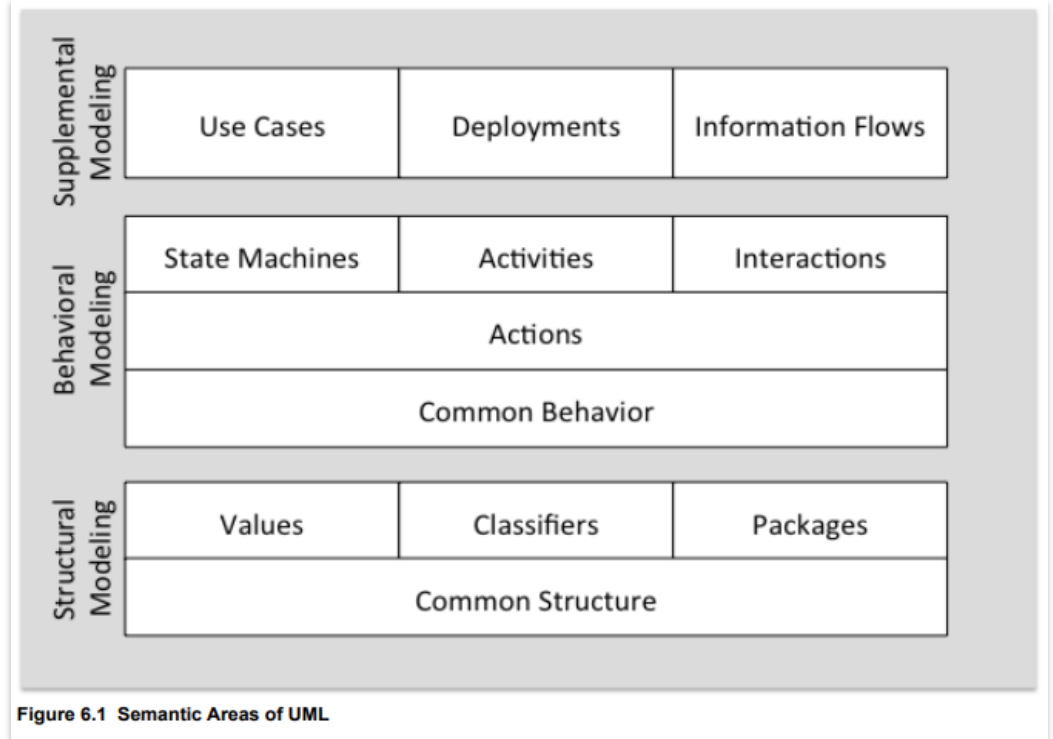 Supplemental
Modeling
Use Cases
Deployments
Information Flows
Behavioral
Modeling
State Machines
Activities
Interactions
Actions
Common Behavior
Structural
Modeling
Values
Classifiers
Packages
Common Structure
Figure 6.1 Semantic Areas of UML